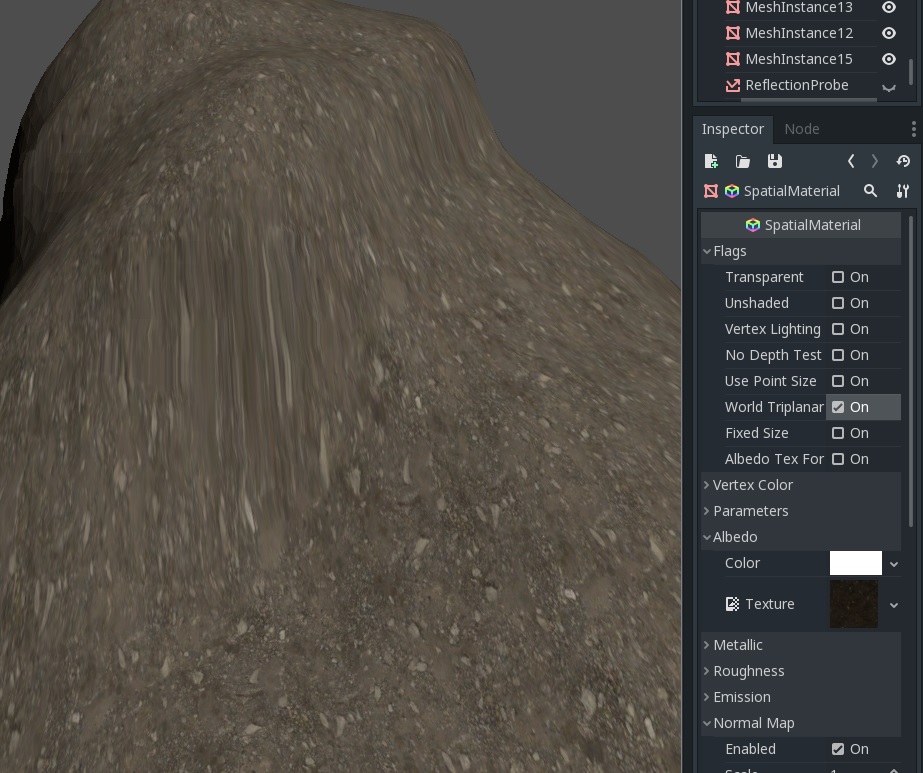 MeshInstance13
MeshInstance12
MeshInstance15
ReflectionProbe
Inspector Node
SpatialMaterial
SpatialMaterial
Flags
Transparent On
Unshaded On
Vertex Lighting On
No Depth Test On
Use Point Size On
World Triplanar On
Fixed Size On
Albedo Tex For On
Vertex Color
Parameters
Albedo
Color
Texture
Metallic
Roughness
Emission
Normal Map
Enabled On